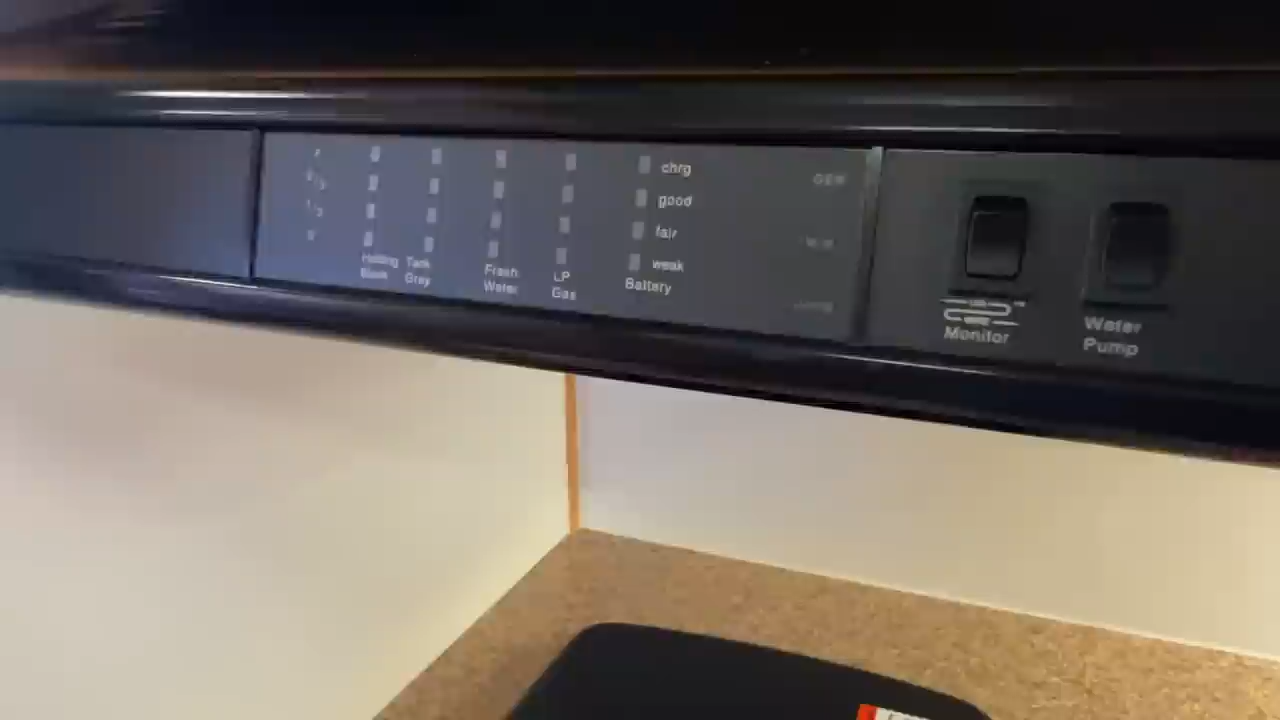 chrg
good
fair
weak
Holding Tank
Black Gray
Fresh
Water
LP
Gas
Battery
Monitor
Water
Pump